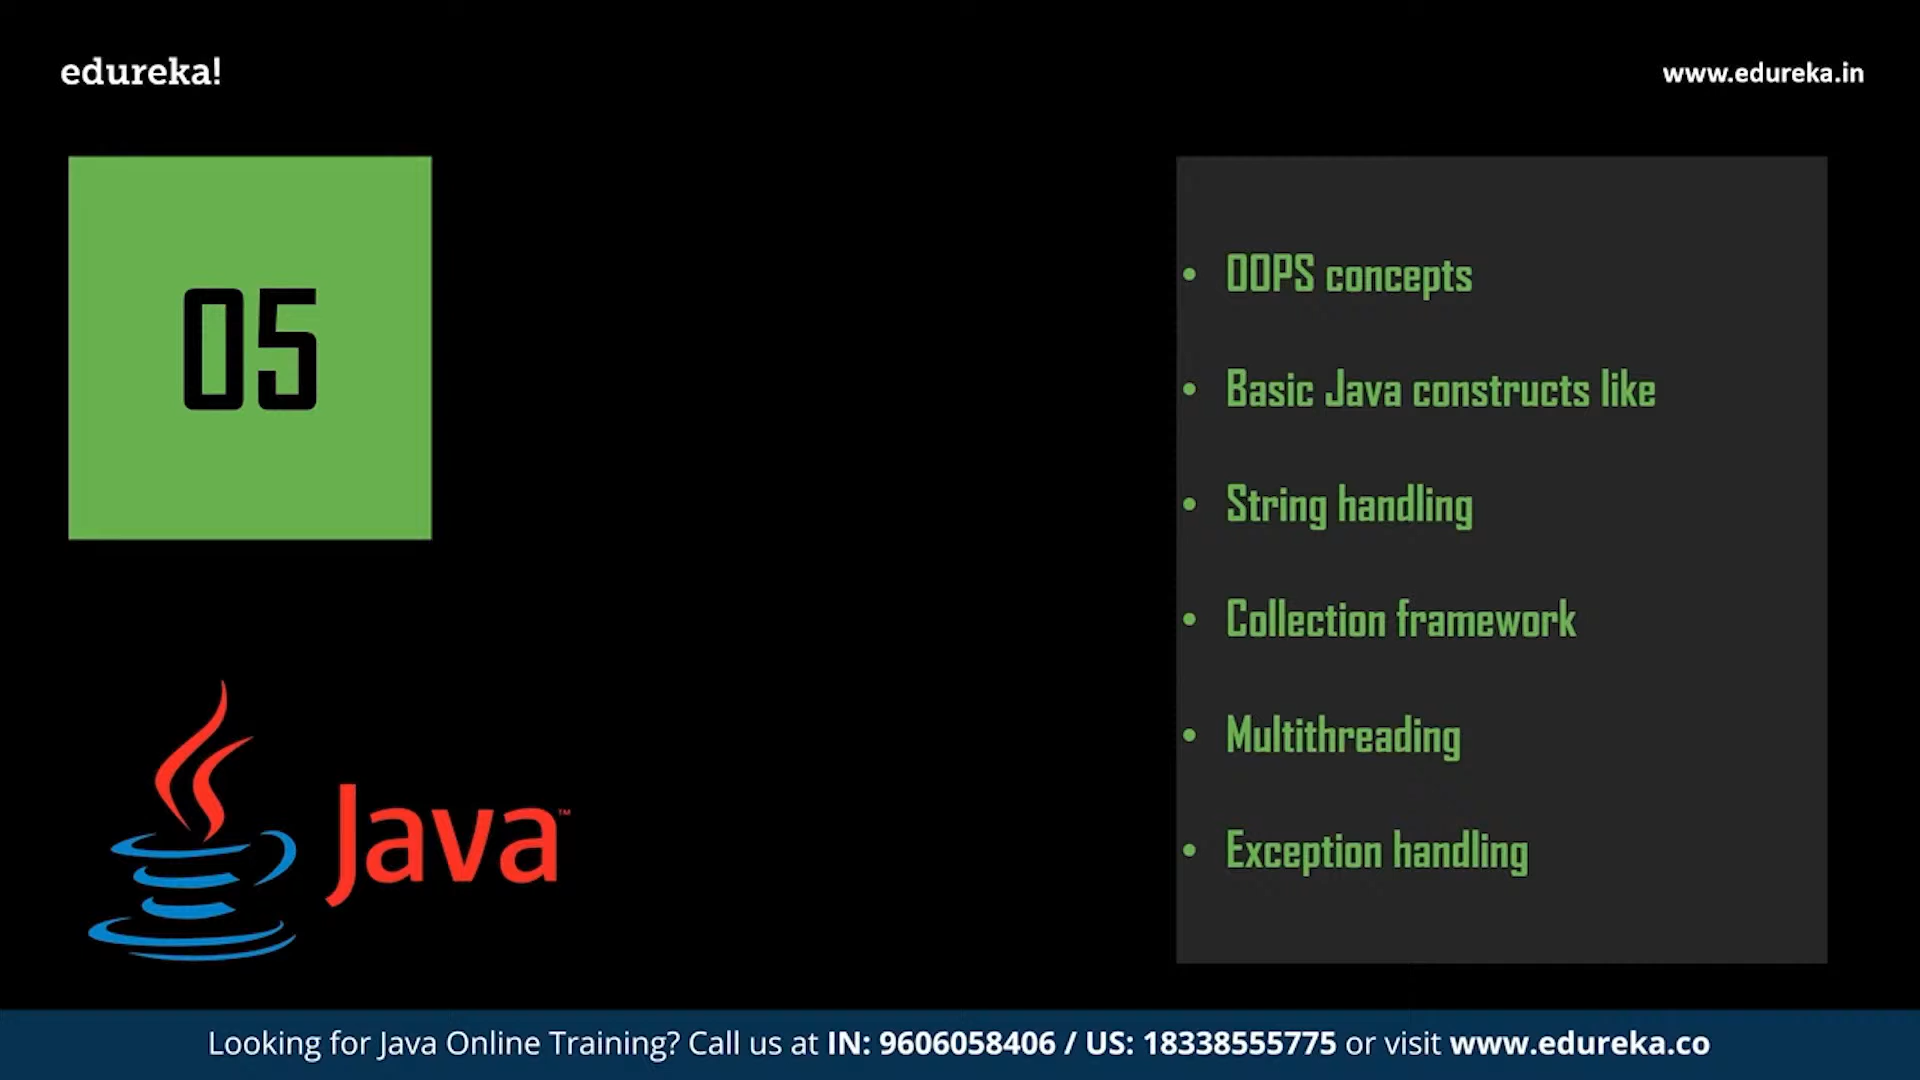 edureka!
www.edureka.in
05
• OOPS concepts
• Basic Java constructs like
• String handling
• Collection framework
• Multithreading
• Exception handling
Java™
Looking for Java Online Training? Call us at IN: 9606058406 / US: 18338555775 or visit www.edureka.co